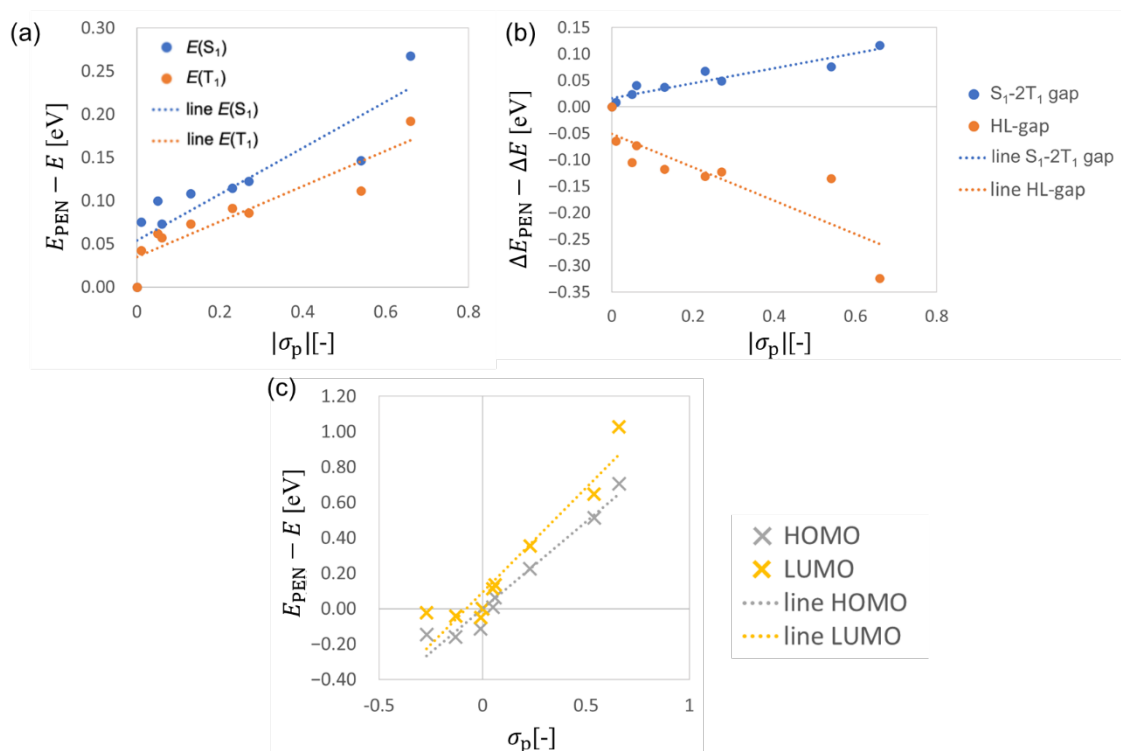 (a)
E_PEN − E [eV]
0.30
0.25
0.20
0.15
0.10
0.05
0.00
E(S₁)
E(T₁)
line E(S₁)
line E(T₁)
0 0.2 0.4 0.6 0.8
|σₚ|[-]
(b)
ΔE_PEN − ΔE [eV]
0.15
0.10
0.05
0.00
−0.05
−0.10
−0.15
−0.20
−0.25
−0.30
−0.35
0 0.2 0.4 0.6 0.8
|σₚ|[-]
S₁-2T₁ gap
HL-gap
line S₁-2T₁ gap
line HL-gap
(c)
E_PEN − E [eV]
1.20
1.00
0.80
0.60
0.40
0.20
0.00
−0.20
−0.40
-0.5 0 0.5 1
σₚ[-]
HOMO
LUMO
line HOMO
line LUMO